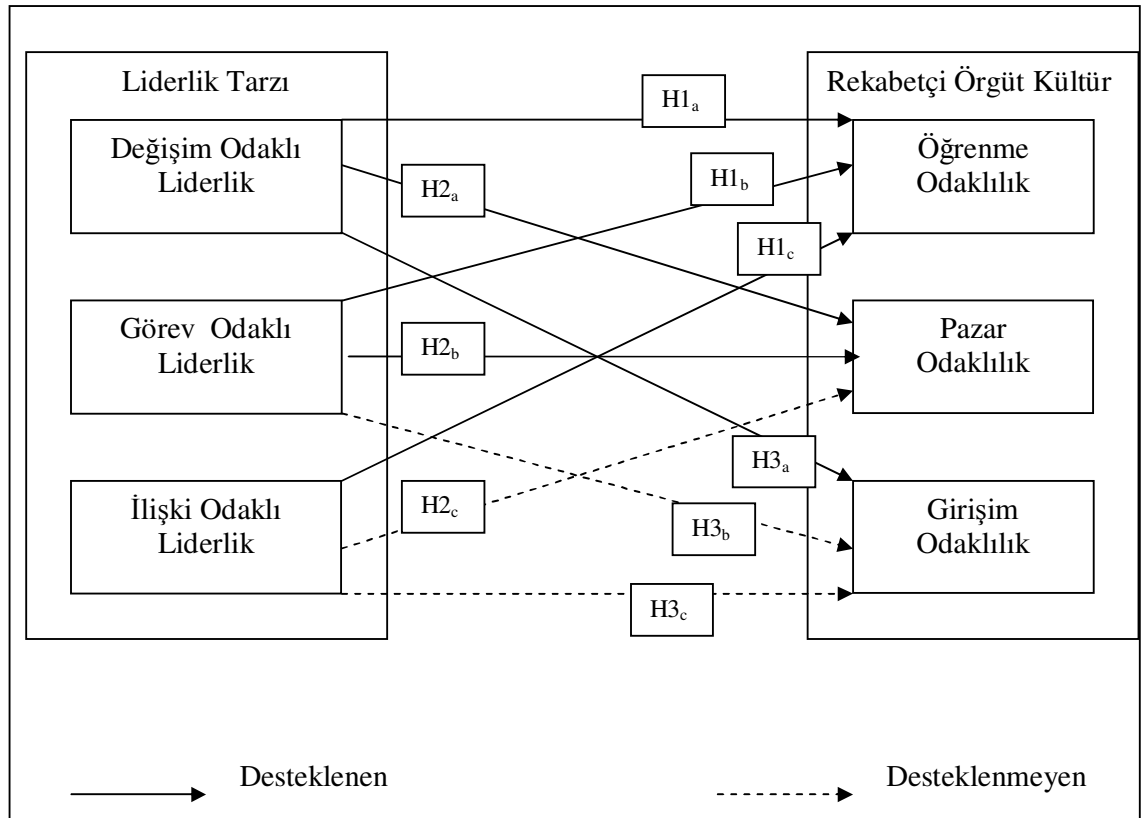 Liderlik Tarzı
Değişim Odaklı
Liderlik
Görev Odaklı
Liderlik
İlişki Odaklı
Liderlik
H1a
H1b
H2a
H1c
H2b
H3a
H2c
H3b
H3c
Rekabetçi Örgüt Kültür
Öğrenme
Odaklılık
Pazar
Odaklılık
Girişim
Odaklılık
Desteklenen
Desteklenmeyen